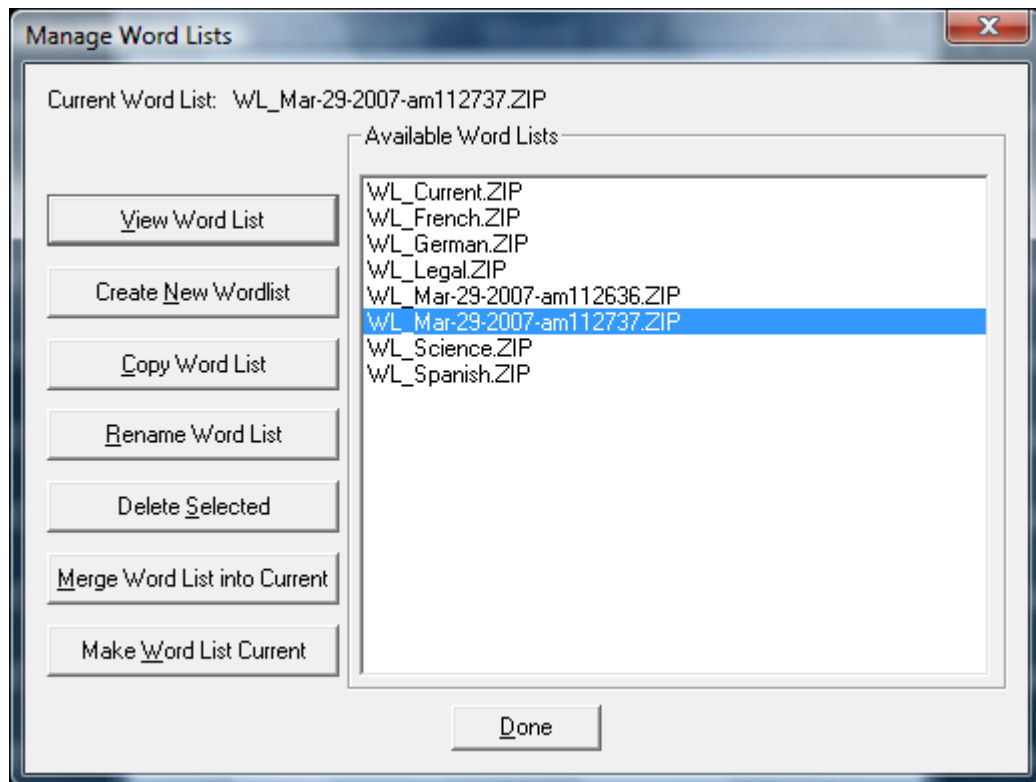 Manage Word Lists
Current Word List: WL_Mar-29-2007-am112737.ZIP
Available Word Lists
View Word List
Create New Wordlist
Copy Word List
Rename Word List
Delete Selected
Merge Word List into Current
Make Word List Current
WL_Current.ZIP
WL_French.ZIP
WL_German.ZIP
WL_Legal.ZIP
WL_Mar-29-2007-am112636.ZIP
WL_Mar-29-2007-am112737.ZIP
WL_Science.ZIP
WL_Spanish.ZIP
Done